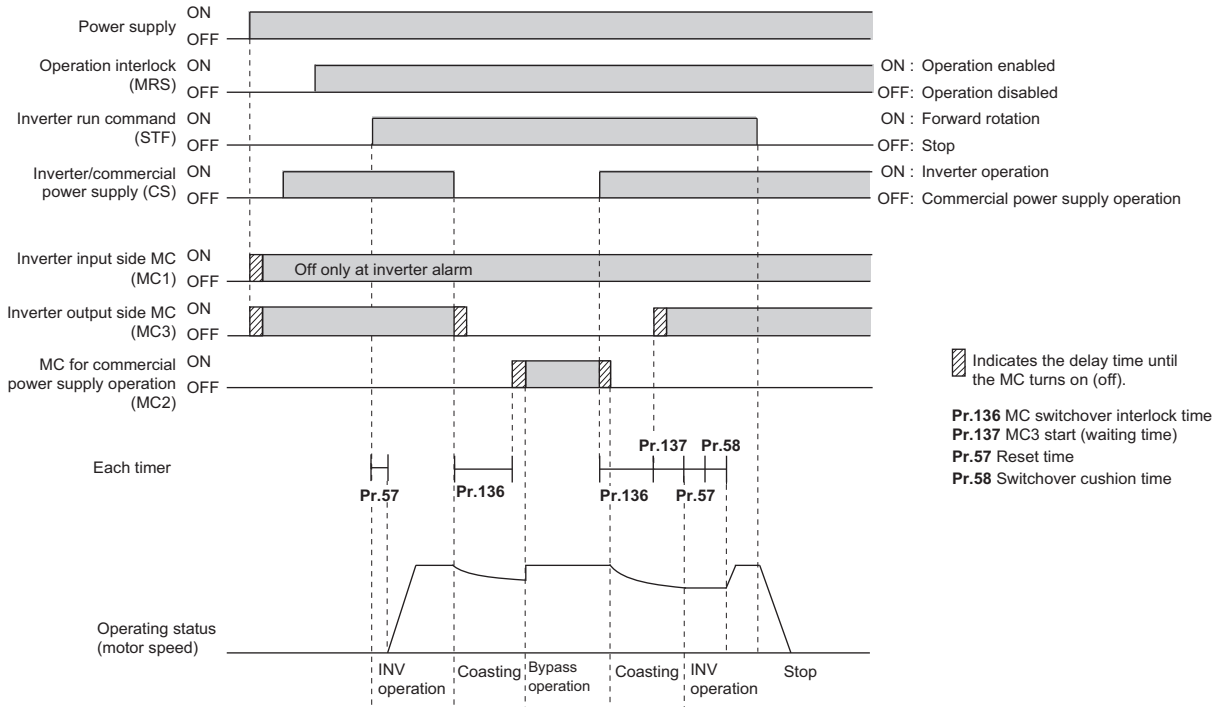 Power supply
ON
OFF
Operation interlock
(MRS)
ON
OFF
ON : Operation enabled
OFF: Operation disabled
Inverter run command
(STF)
ON
OFF
ON : Forward rotation
OFF: Stop
Inverter/commercial
power supply (CS)
ON
OFF
ON : Inverter operation
OFF: Commercial power supply operation
Inverter input side MC
(MC1)
ON
OFF
Off only at inverter alarm
Inverter output side MC
(MC3)
ON
OFF
MC for commercial
power supply operation
(MC2)
ON
OFF
Indicates the delay time until
the MC turns on (off).
Pr.136 MC switchover interlock time
Pr.137 MC3 start (waiting time)
Pr.57 Reset time
Pr.58 Switchover cushion time
Each timer
Pr.57
Pr.136
Pr.137
Pr.58
Pr.136
Pr.57
Operating status
(motor speed)
INV
operation
Coasting
Bypass
operation
Coasting
INV
operation
Stop